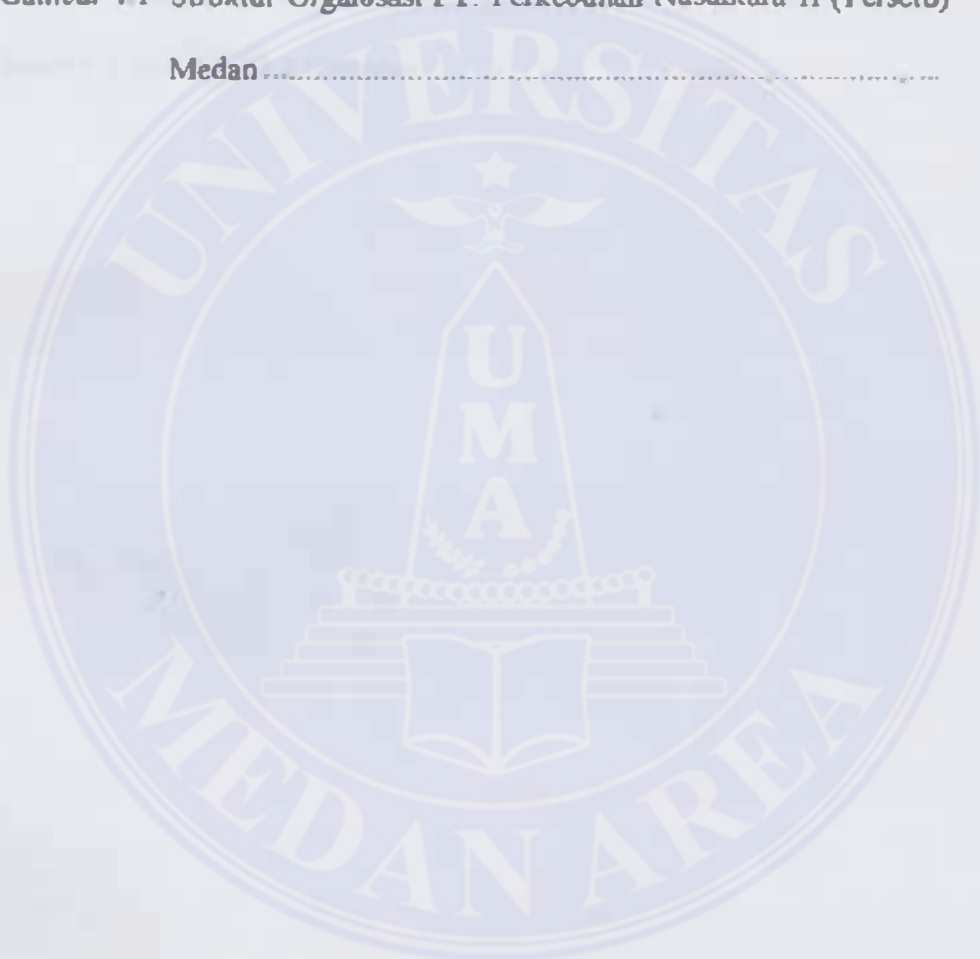 Struktur Organisasi PT. Perkebunan Nusantara II (Persero)
Medan ........................................................................
UNIVERSITAS
U
M
A
MEDAN AREA